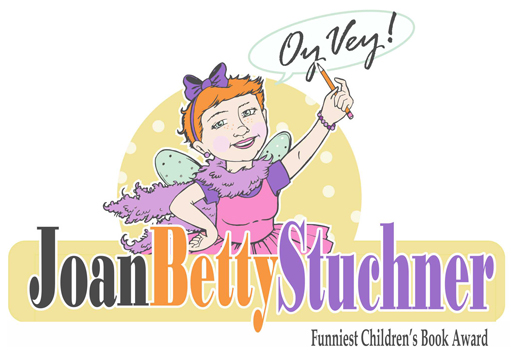 Oy Vey!
JoanBettyStuchner
Funniest Children's Book Award